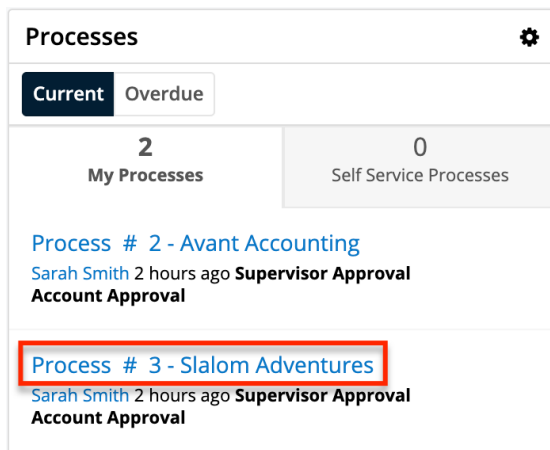 Processes
Current Overdue
2
My Processes
0
Self Service Processes
Process # 2 - Avant Accounting
Sarah Smith 2 hours ago Supervisor Approval
Account Approval
Process # 3 - Slalom Adventures
Sarah Smith 2 hours ago Supervisor Approval
Account Approval